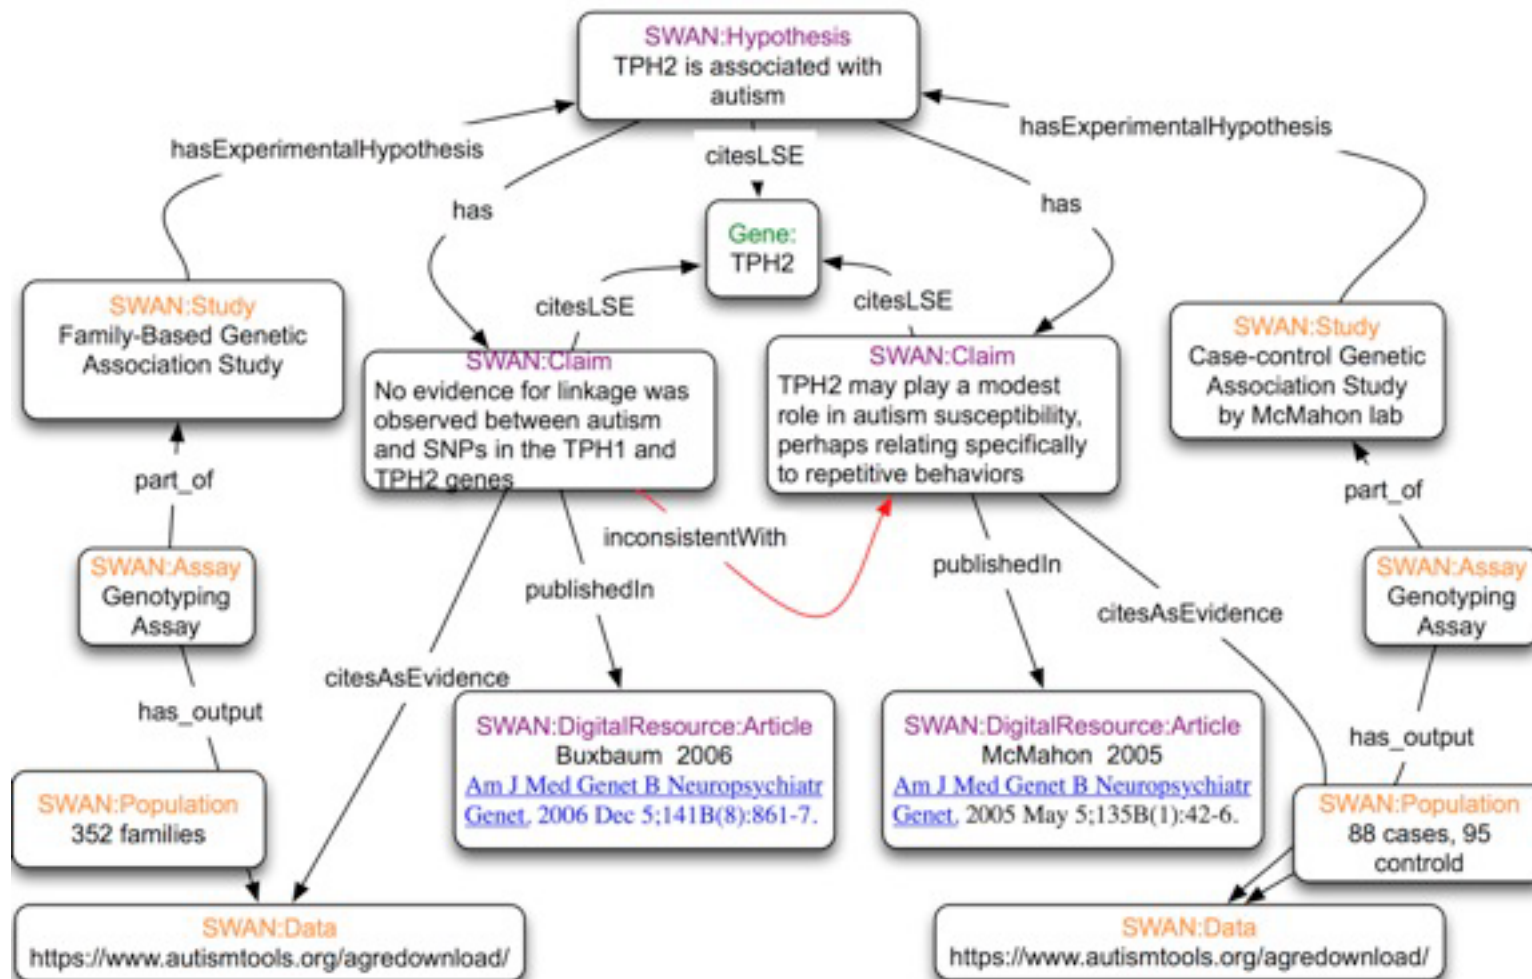 SWAN:Hypothesis
TPH2 is associated with
autism
hasExperimentalHypothesis
citesLSE
hasExperimentalHypothesis
has
has
Gene:
TPH2
citesLSE
citesLSE
SWAN:Study
Family-Based Genetic
Association Study
SWAN:Claim
No evidence for linkage was
observed between autism
and SNPs in the TPH1 and
TPH2 genes
SWAN:Claim
TPH2 may play a modest
role in autism susceptibility,
perhaps relating specifically
to repetitive behaviors
SWAN:Study
Case-control Genetic
Association Study
by McMahon lab
part_of
inconsistentWith
part_of
publishedIn
publishedIn
SWAN:Assay
Genotyping
Assay
citesAsEvidence
citesAsEvidence
SWAN:Assay
Genotyping
Assay
has_output
has_output
SWAN:DigitalResource:Article
Buxbaum 2006
Am J Med Genet B Neuropsychiatr
Genet. 2006 Dec 5;141B(8):861-7.
SWAN:DigitalResource:Article
McMahon 2005
Am J Med Genet B Neuropsychiatr
Genet. 2005 May 5;135B(1):42-6.
SWAN:Population
352 families
SWAN:Population
88 cases, 95
controld
SWAN:Data
https://www.autismtools.org/agredownload/
SWAN:Data
https://www.autismtools.org/agredownload/